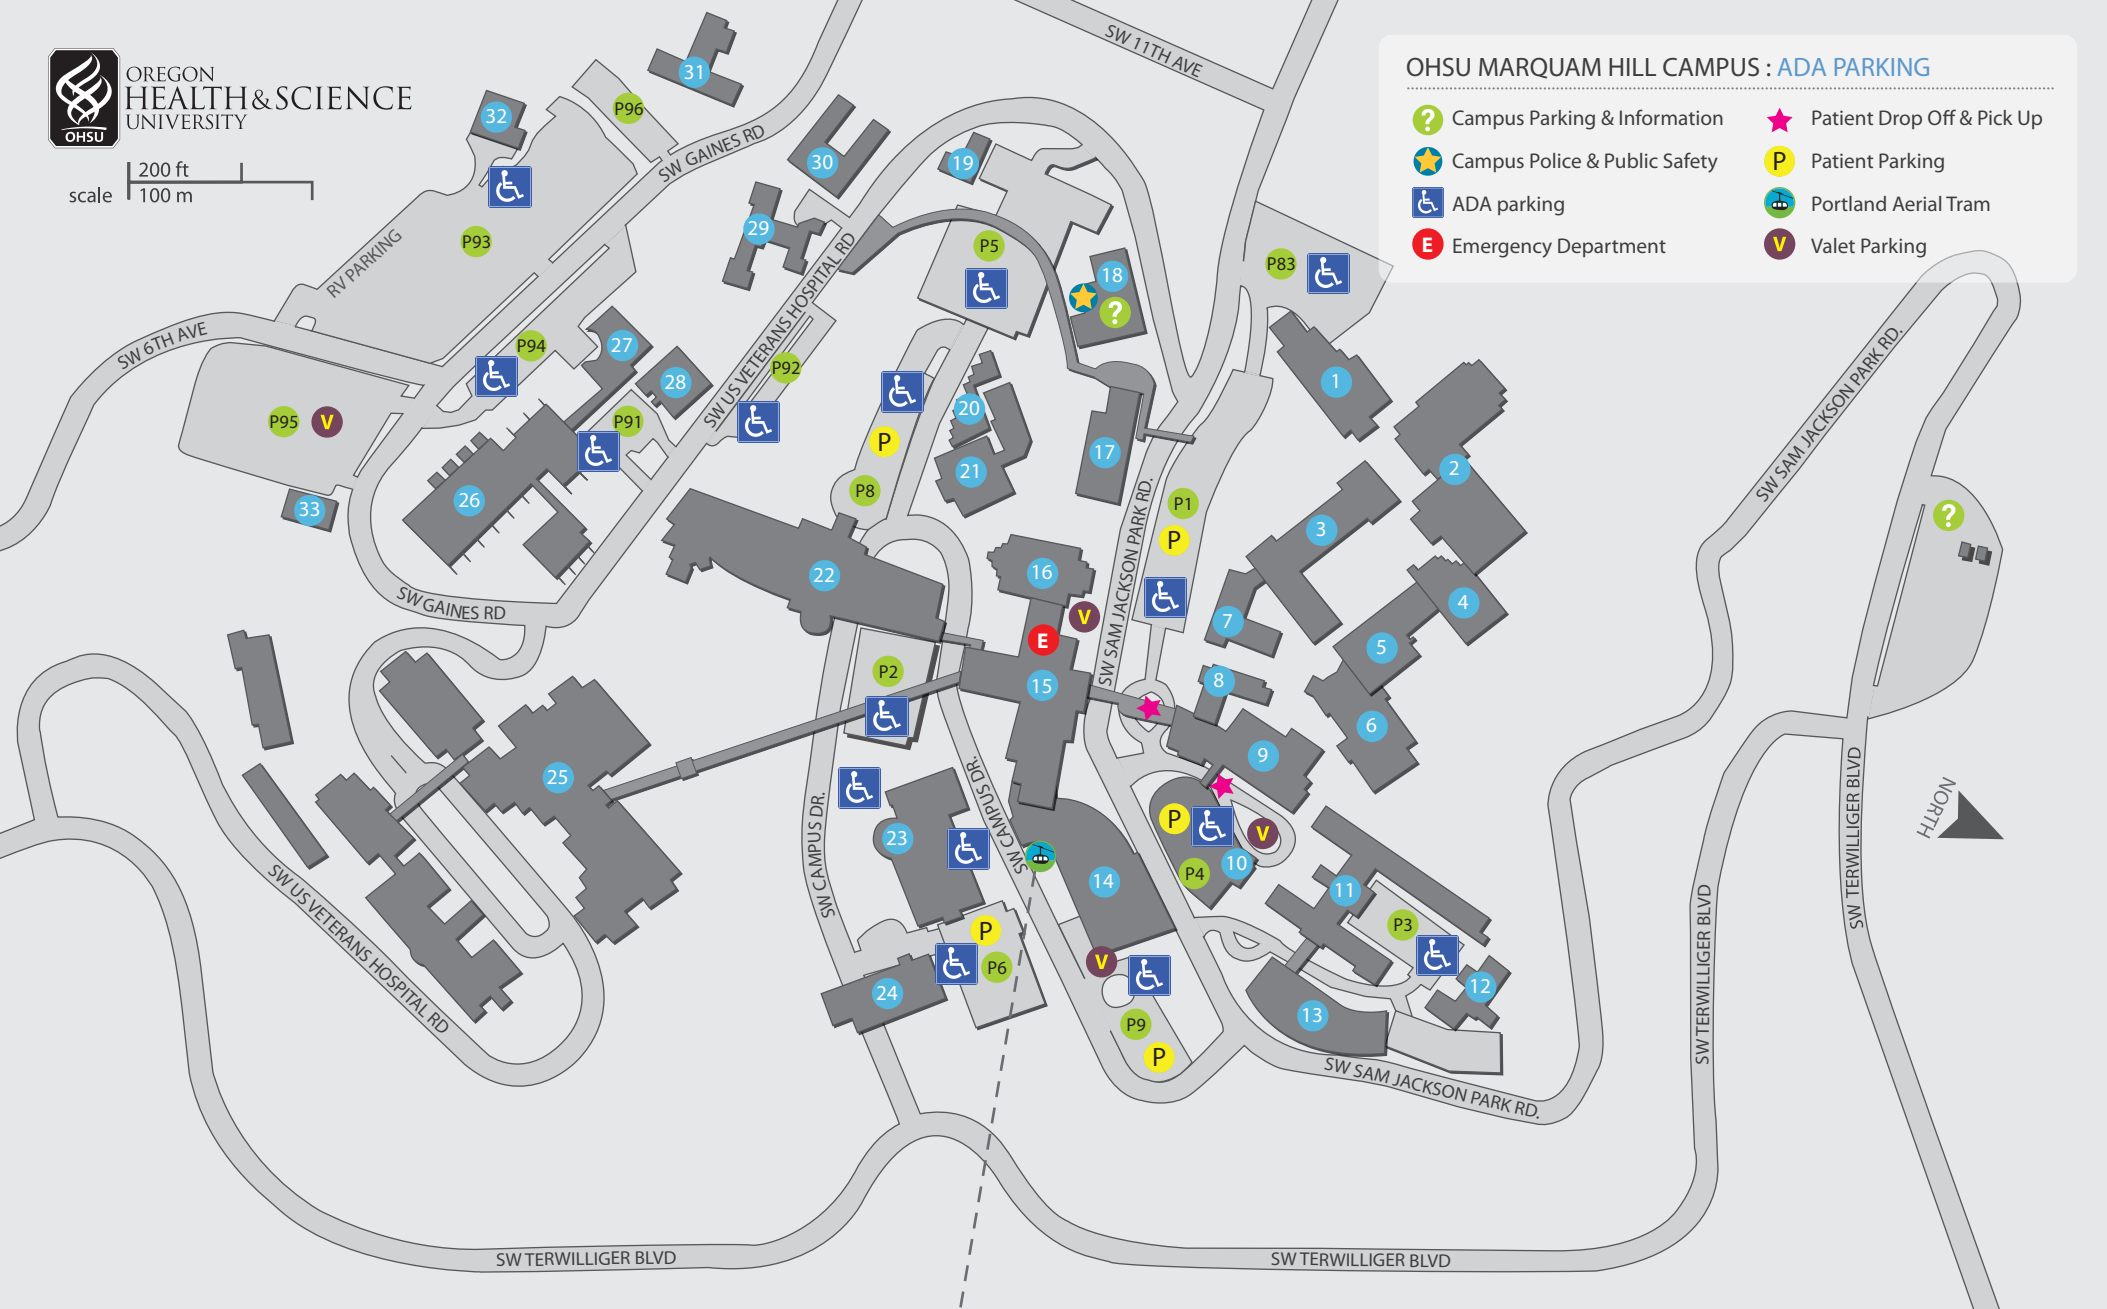 OREGON
HEALTH & SCIENCE
UNIVERSITY
OHSU
200 ft
scale
100 m
OHSU MARQUAM HILL CAMPUS : ADA PARKING
? Campus Parking & Information
Campus Police & Public Safety
ADA parking
E Emergency Department
Patient Drop Off & Pick Up
P Patient Parking
Portland Aerial Tram
V Valet Parking
SW 11TH AVE
31
P96
32
SW GAINES RD
30
19
29
P93
RV PARKING
P5
18
?
P83
SW US VETERANS HOSPITAL RD
SW 6TH AVE
P94
27
28
P92
P91
P95
V
26
33
P
P8
20
21
17
1
2
SW SAM JACKSON PARK RD.
P1
P
3
?
SW SAM JACKSON PARK RD.
22
16
V
E
7
4
5
SW GAINES RD
P2
15
8
6
9
25
SW CAMPUS DR.
SW CAMPUS DR.
23
14
P
V
10
P4
11
P3
12
13
SW US VETERANS HOSPITAL RD
P
P6
24
V
P9
P
SW SAM JACKSON PARK RD.
SW TERWILLIGER BLVD
SW TERWILLIGER BLVD
NORTH
SW TERWILLIGER BLVD
SW TERWILLIGER BLVD